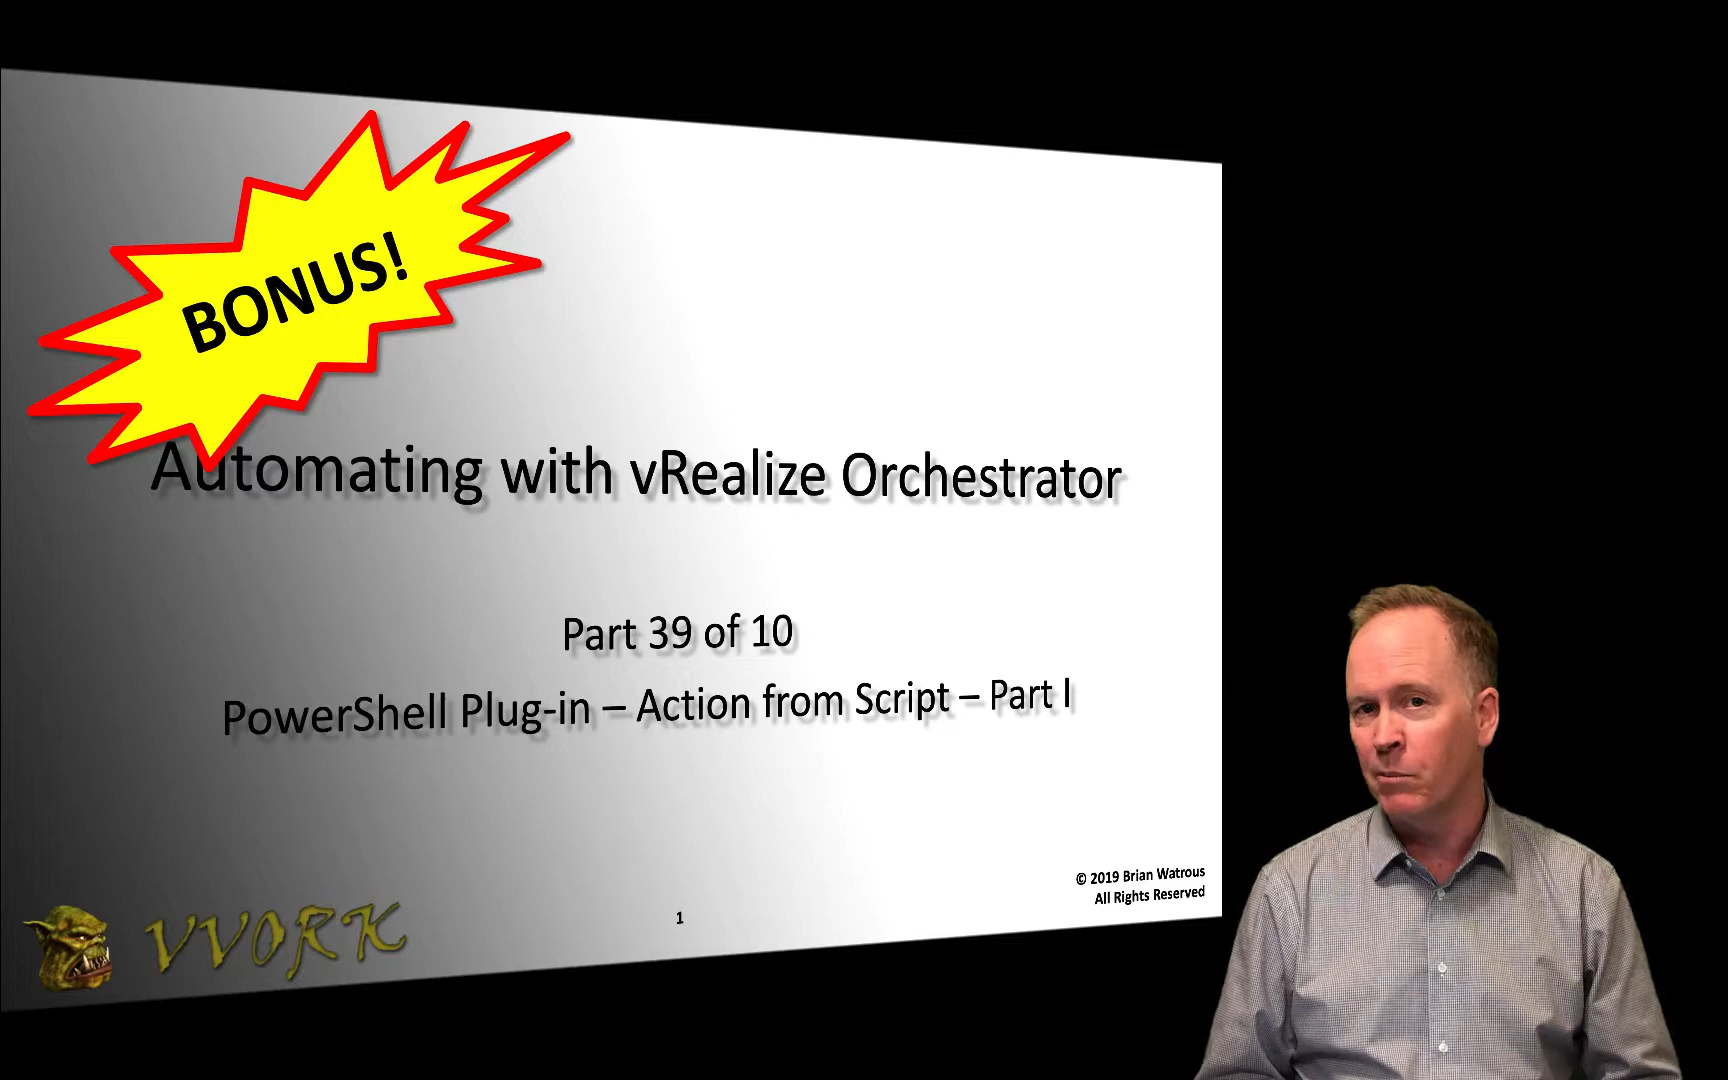 BONUS!
Automating with vRealize Orchestrator
Part 39 of 10
PowerShell Plug-in – Action from Script – Part I
© 2019 Brian Watrous
All Rights Reserved
VVORK
1